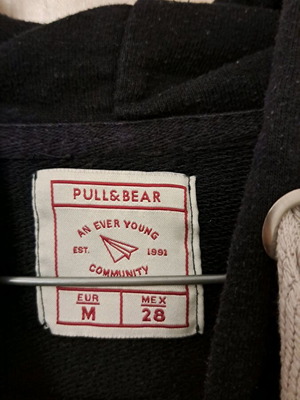 PULL&BEAR
AN EVER YOUNG
EST. 1991
COMMUNITY
EUR MEX
M 28